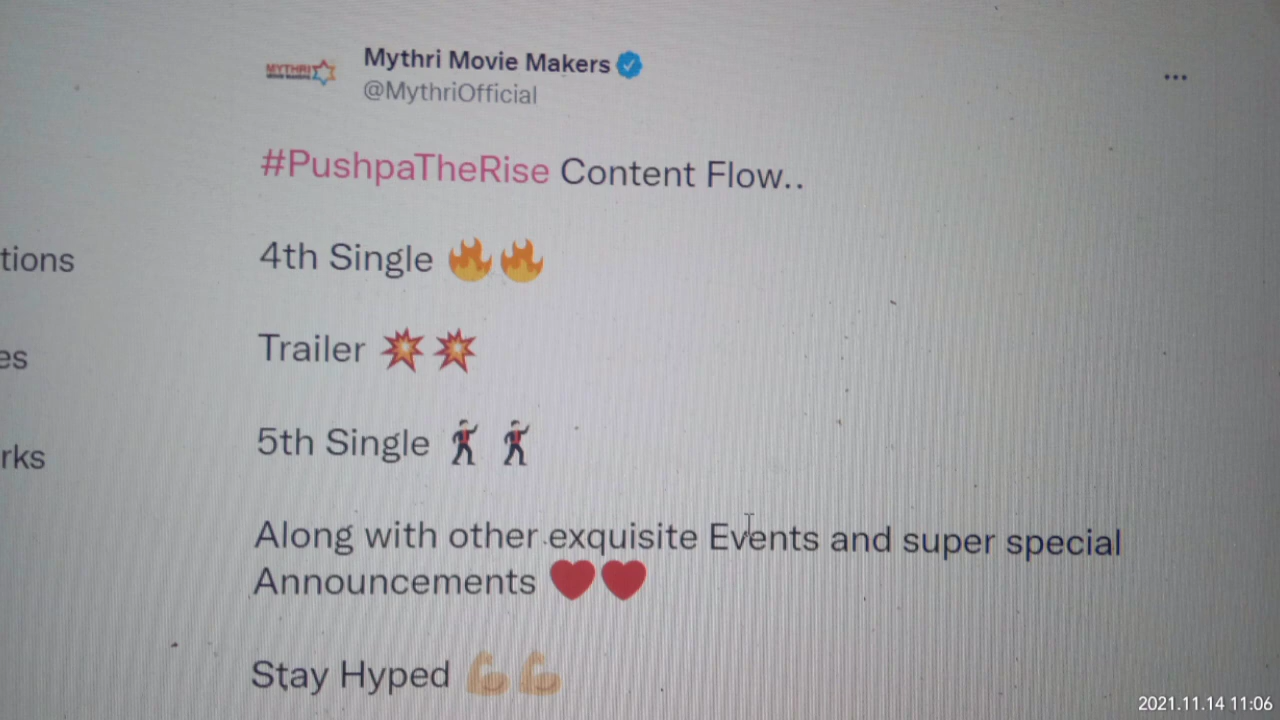 MYTHRI
Mythri Movie Makers
@MythriOfficial
#PushpaTheRise Content Flow..
4th Single 🔥🔥
tions
Trailer 💥💥
es
5th Single 🕺🕺
rks
Along with other exquisite Events and super special
Announcements ❤️❤️
Stay Hyped 💪🏼💪🏼
2021.11.14 11:06